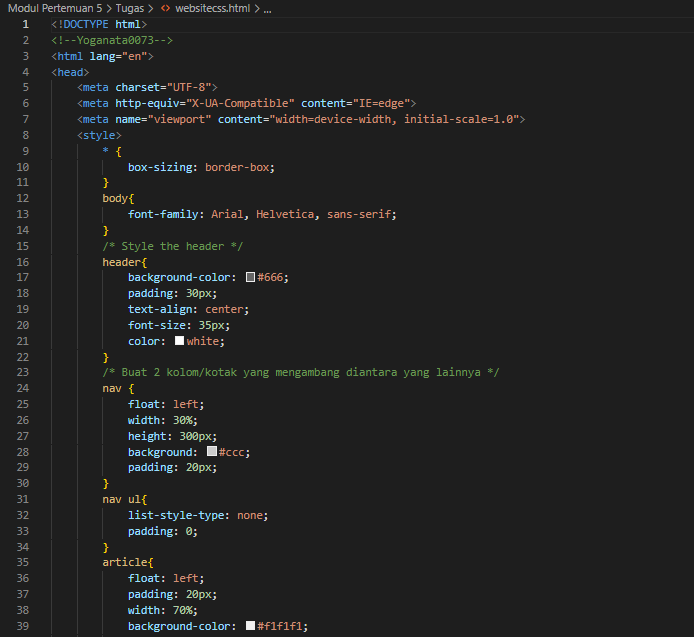 Modul Pertemuan 5 > Tugas > <> websitecss.html > ...
1 <!DOCTYPE html>
2 <!--Yoganata0073-->
3 <html lang="en">
4 <head>
5 <meta charset="UTF-8">
6 <meta http-equiv="X-UA-Compatible" content="IE=edge">
7 <meta name="viewport" content="width=device-width, initial-scale=1.0">
8 <style>
9 * {
10 box-sizing: border-box;
11 }
12 body{
13 font-family: Arial, Helvetica, sans-serif;
14 }
15 /* Style the header */
16 header{
17 background-color: #666;
18 padding: 30px;
19 text-align: center;
20 font-size: 35px;
21 color: white;
22 }
23 /* Buat 2 kolom/kotak yang mengambang diantara yang lainnya */
24 nav {
25 float: left;
26 width: 30%;
27 height: 300px;
28 background: #ccc;
29 padding: 20px;
30 }
31 nav ul{
32 list-style-type: none;
33 padding: 0;
34 }
35 article{
36 float: left;
37 padding: 20px;
38 width: 70%;
39 background-color: #f1f1f1;